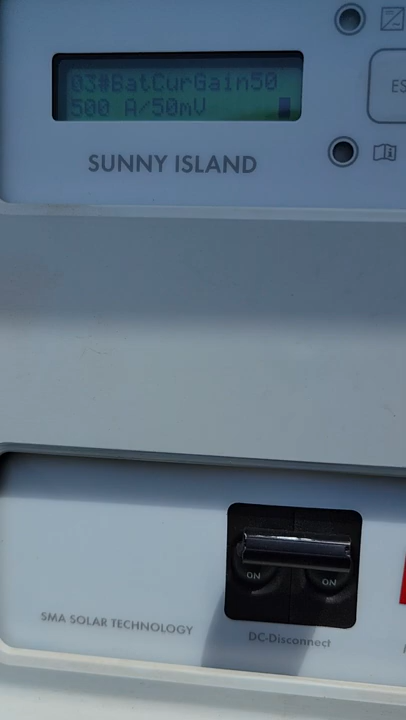 03#BatCurGain50
500 A/50mV
ES
SUNNY ISLAND
ON ON
SMA SOLAR TECHNOLOGY
DC-Disconnect